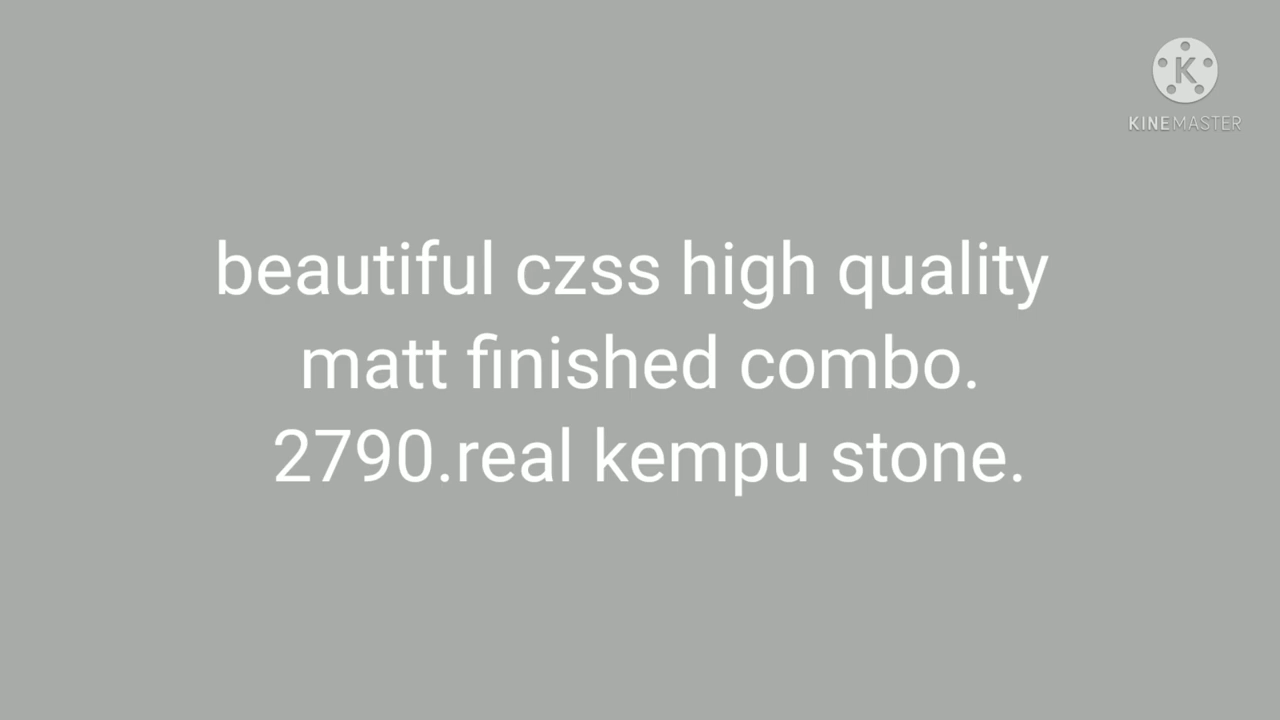 K
KINEMASTER
beautiful czss high quality
matt finished combo.
2790.real kempu stone.